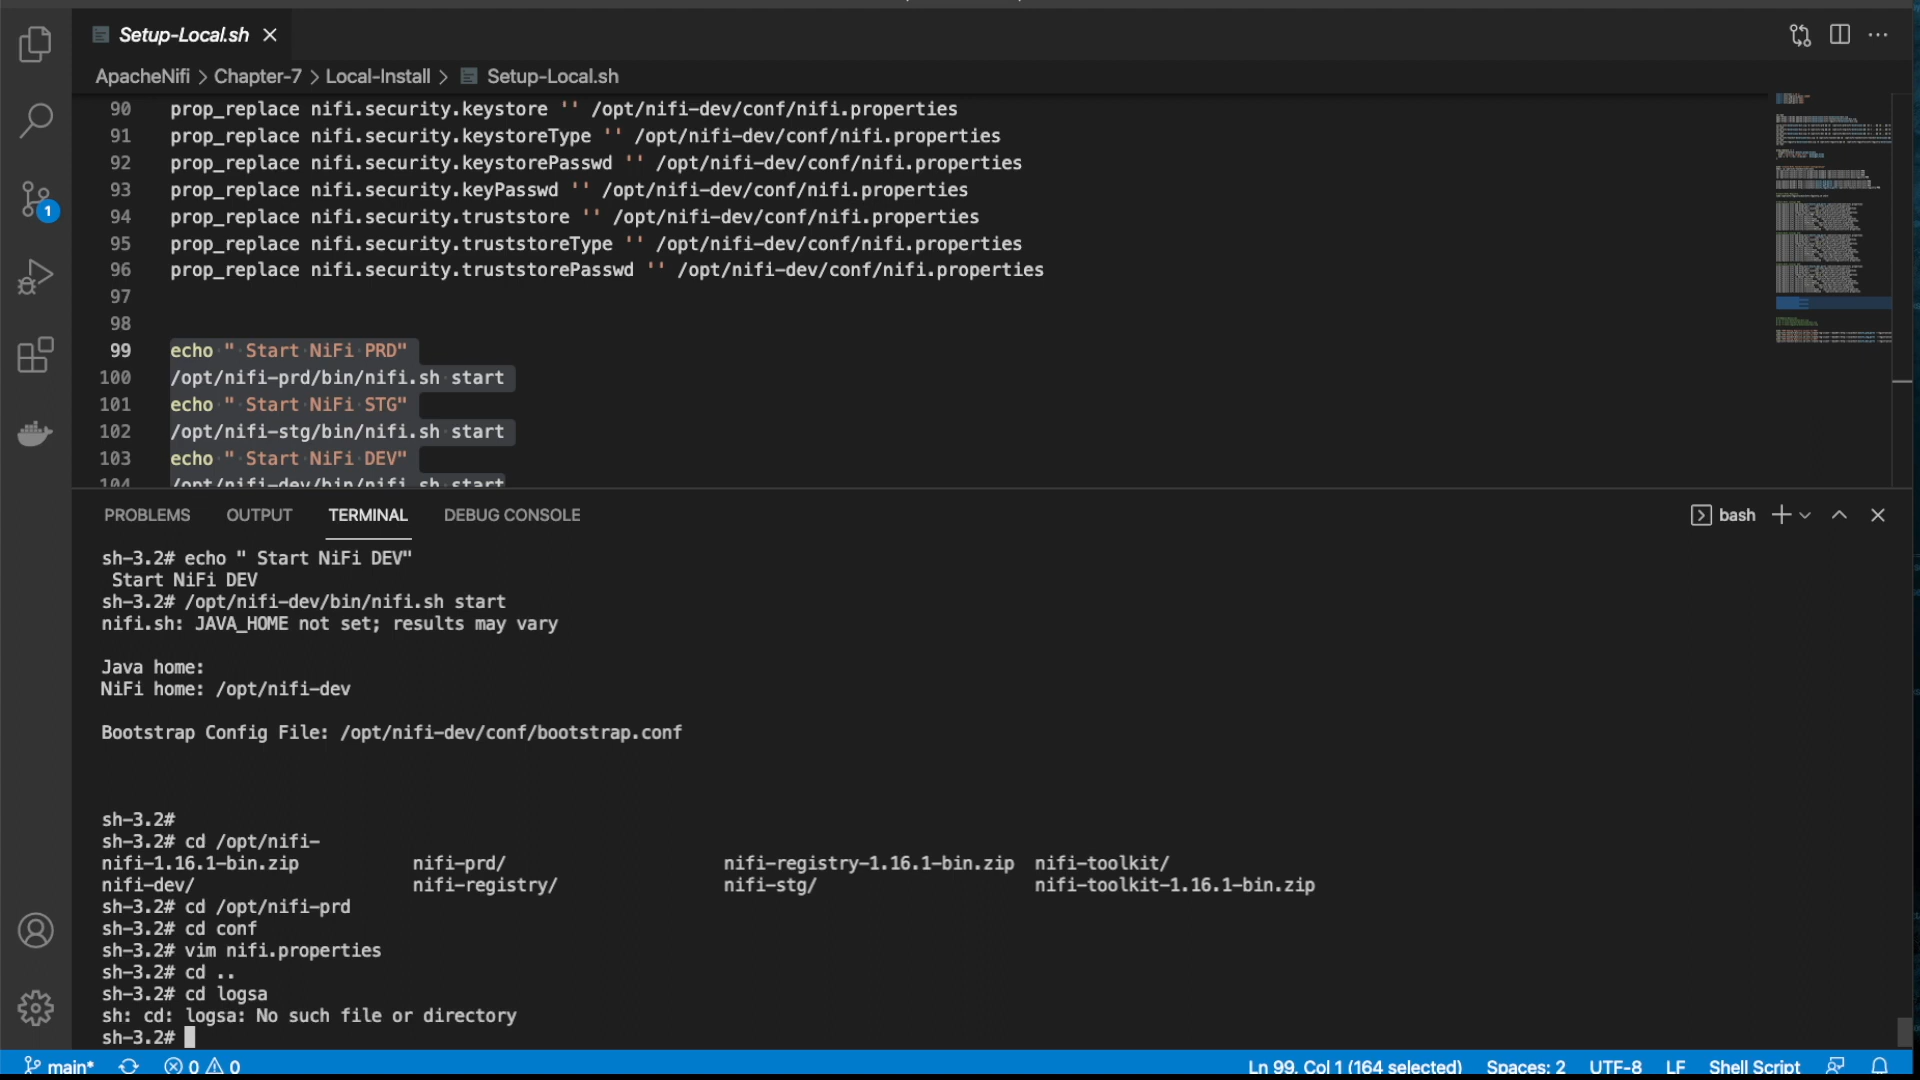 Setup-Local.sh
ApacheNifi > Chapter-7 > Local-Install > Setup-Local.sh
90 prop_replace nifi.security.keystore '' /opt/nifi-dev/conf/nifi.properties
91 prop_replace nifi.security.keystoreType '' /opt/nifi-dev/conf/nifi.properties
92 prop_replace nifi.security.keystorePasswd '' /opt/nifi-dev/conf/nifi.properties
93 prop_replace nifi.security.keyPasswd '' /opt/nifi-dev/conf/nifi.properties
94 prop_replace nifi.security.truststore '' /opt/nifi-dev/conf/nifi.properties
95 prop_replace nifi.security.truststoreType '' /opt/nifi-dev/conf/nifi.properties
96 prop_replace nifi.security.truststorePasswd '' /opt/nifi-dev/conf/nifi.properties
97
98
99 echo " Start NiFi PRD"
100 /opt/nifi-prd/bin/nifi.sh start
101 echo " Start NiFi STG"
102 /opt/nifi-stg/bin/nifi.sh start
103 echo " Start NiFi DEV"
104 /opt/nifi-dev/bin/nifi.sh start
1
PROBLEMS OUTPUT TERMINAL DEBUG CONSOLE bash
sh-3.2# echo " Start NiFi DEV"
 Start NiFi DEV
sh-3.2# /opt/nifi-dev/bin/nifi.sh start
nifi.sh: JAVA_HOME not set; results may vary
Java home:
NiFi home: /opt/nifi-dev
Bootstrap Config File: /opt/nifi-dev/conf/bootstrap.conf
sh-3.2#
sh-3.2# cd /opt/nifi-
nifi-1.16.1-bin.zip nifi-prd/ nifi-registry-1.16.1-bin.zip nifi-toolkit/
nifi-dev/ nifi-registry/ nifi-stg/ nifi-toolkit-1.16.1-bin.zip
sh-3.2# cd /opt/nifi-prd
sh-3.2# cd conf
sh-3.2# vim nifi.properties
sh-3.2# cd ..
sh-3.2# cd logsa
sh: cd: logsa: No such file or directory
sh-3.2#
main* 0 0 Ln 99, Col 1 (164 selected) Spaces: 2 UTF-8 LF Shell Script